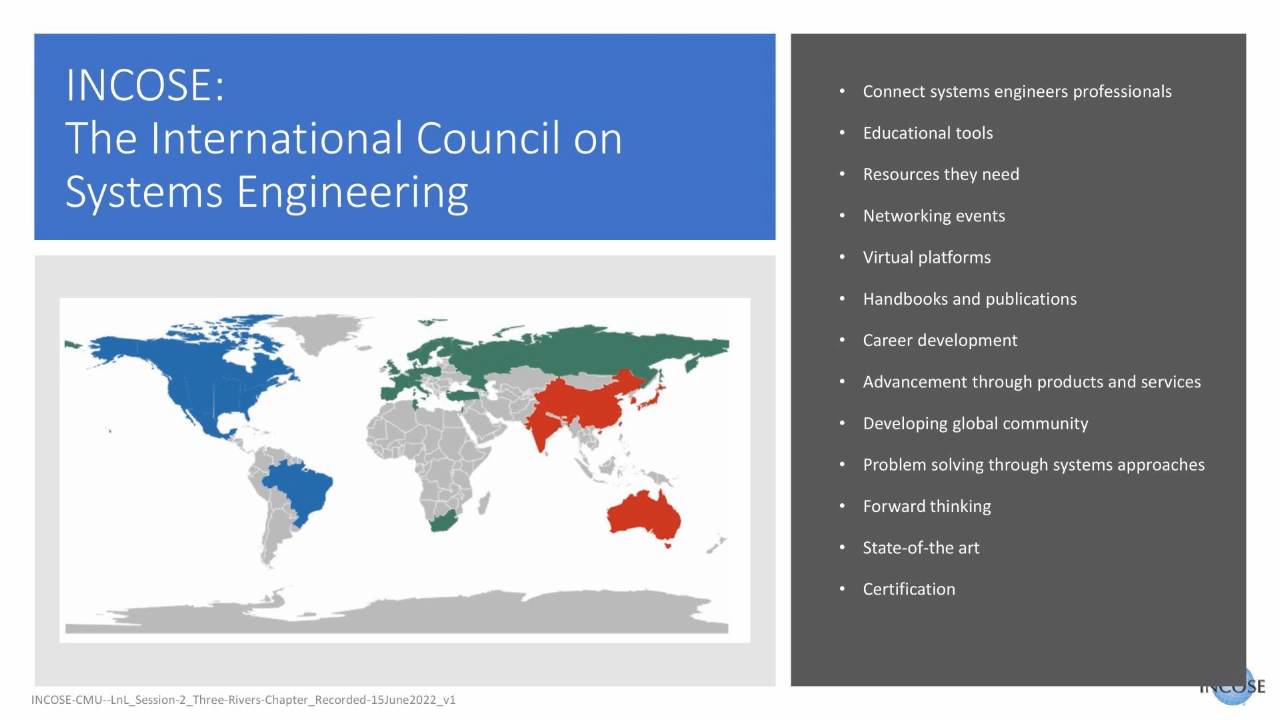 INCOSE:
The International Council on
Systems Engineering
• Connect systems engineers professionals
• Educational tools
• Resources they need
• Networking events
• Virtual platforms
• Handbooks and publications
• Career development
• Advancement through products and services
• Developing global community
• Problem solving through systems approaches
• Forward thinking
• State-of-the art
• Certification
INCOSE-CMU--LnL_Session-2_Three-Rivers-Chapter_Recorded-15June2022_v1
INCOSE